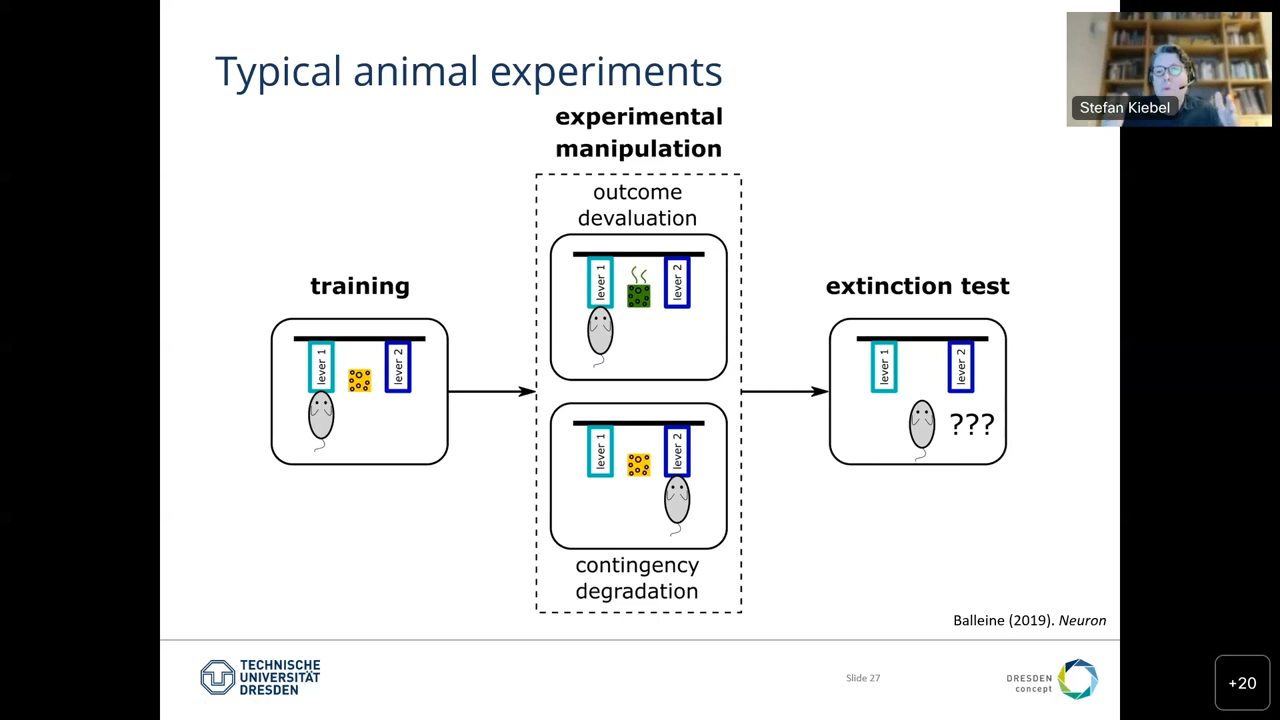 Typical animal experiments
Stefan Kiebel
experimental
manipulation
outcome
devaluation
lever 1
lever 2
training
lever 1
lever 2
extinction test
lever 1
lever 2
???
lever 1
lever 2
contingency
degradation
Balleine (2019). Neuron
TECHNISCHE
UNIVERSITÄT
DRESDEN
Slide 27
DRESDEN
concept
+20